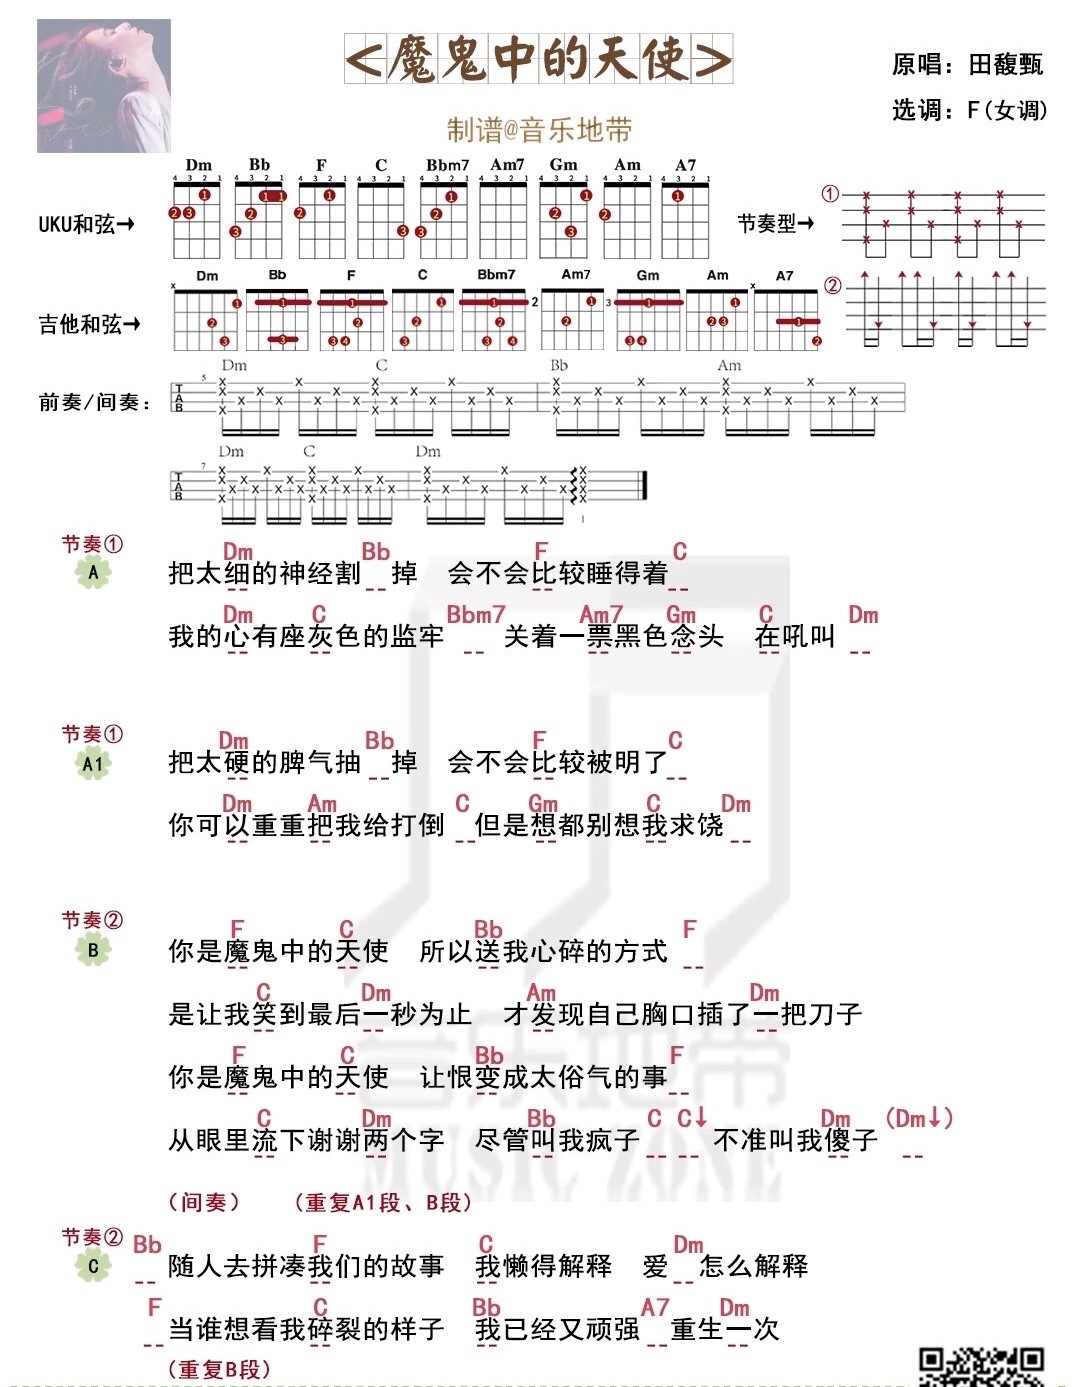 <魔鬼中的天使>
原唱：田馥甄
选调：F(女调)
制谱@音乐地带
Dm Bb F C Bbm7 Am7 Gm Am A7
UKU和弦→
节奏型→ ① ②
Dm Bb F C Bbm7 Am7 Gm Am A7
吉他和弦→
Dm C Bb Am
前奏/间奏：
Dm C Dm
节奏①
A
Dm Bb F C
把太细的神经割 掉 会不会比较睡得着
Dm C Bbm7 Am7 Gm C Dm
我的心有座灰色的监牢 关着一票黑色念头 在吼叫
节奏①
A1
Dm Bb F C
把太硬的脾气抽 掉 会不会比较被明了
Dm Am C Gm C Dm
你可以重重把我给打倒 但是想都别想我求饶
节奏②
B
F C Bb F
你是魔鬼中的天使 所以送我心碎的方式
C Dm Am Dm
是让我笑到最后一秒为止 才发现自己胸口插了一把刀子
F C Bb F
你是魔鬼中的天使 让恨变成太俗气的事
C Dm Bb C C↓ Dm (Dm↓)
从眼里流下谢谢两个字 尽管叫我疯子 不准叫我傻子
音乐地带
MUSIC ZONE
(间奏) (重复A1段、B段)
节奏②
C
Bb F C Dm
随人去拼凑我们的故事 我懒得解释 爱 怎么解释
F C Bb A7 Dm
当谁想看我碎裂的样子 我已经又顽强 重生一次
(重复B段)